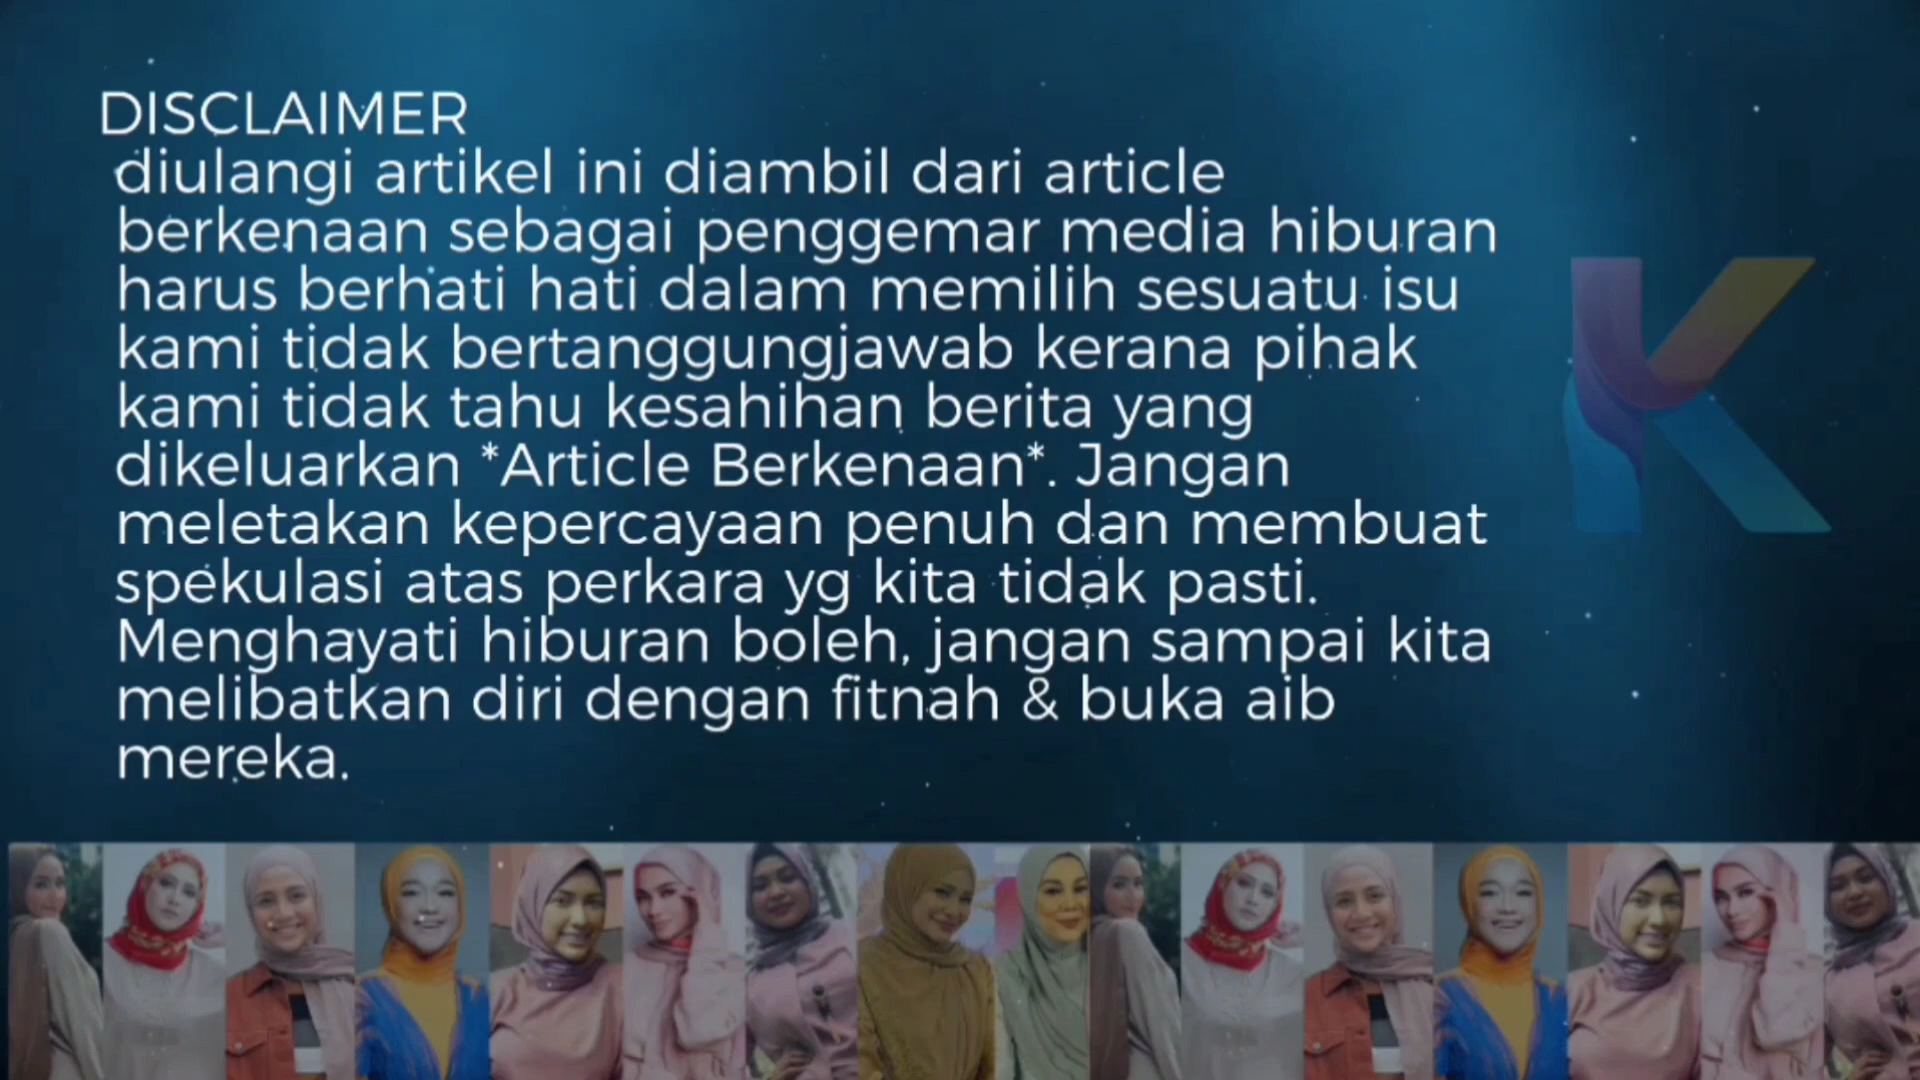 DISCLAIMER
diulangi artikel ini diambil dari article
berkenaan sebagai penggemar media hiburan
harus berhati hati dalam memilih sesuatu isu
kami tidak bertanggungjawab kerana pihak
kami tidak tahu kesahihan berita yang
dikeluarkan *Article Berkenaan*. Jangan
meletakan kepercayaan penuh dan membuat
spekulasi atas perkara yg kita tidak pasti.
Menghayati hiburan boleh, jangan sampai kita
melibatkan diri dengan fitnah & buka aib
mereka.
K